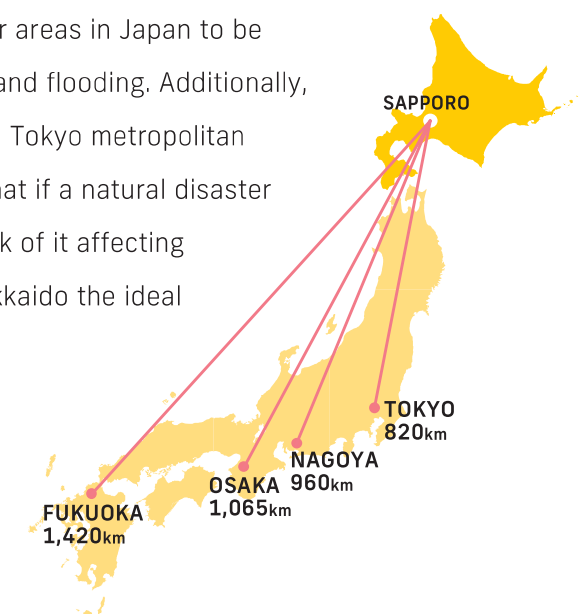 r areas in Japan to be
and flooding. Additionally,
Tokyo metropolitan
at if a natural disaster
k of it affecting
kkaido the ideal
SAPPORO
TOKYO
820km
NAGOYA
960km
OSAKA
1,065km
FUKUOKA
1,420km